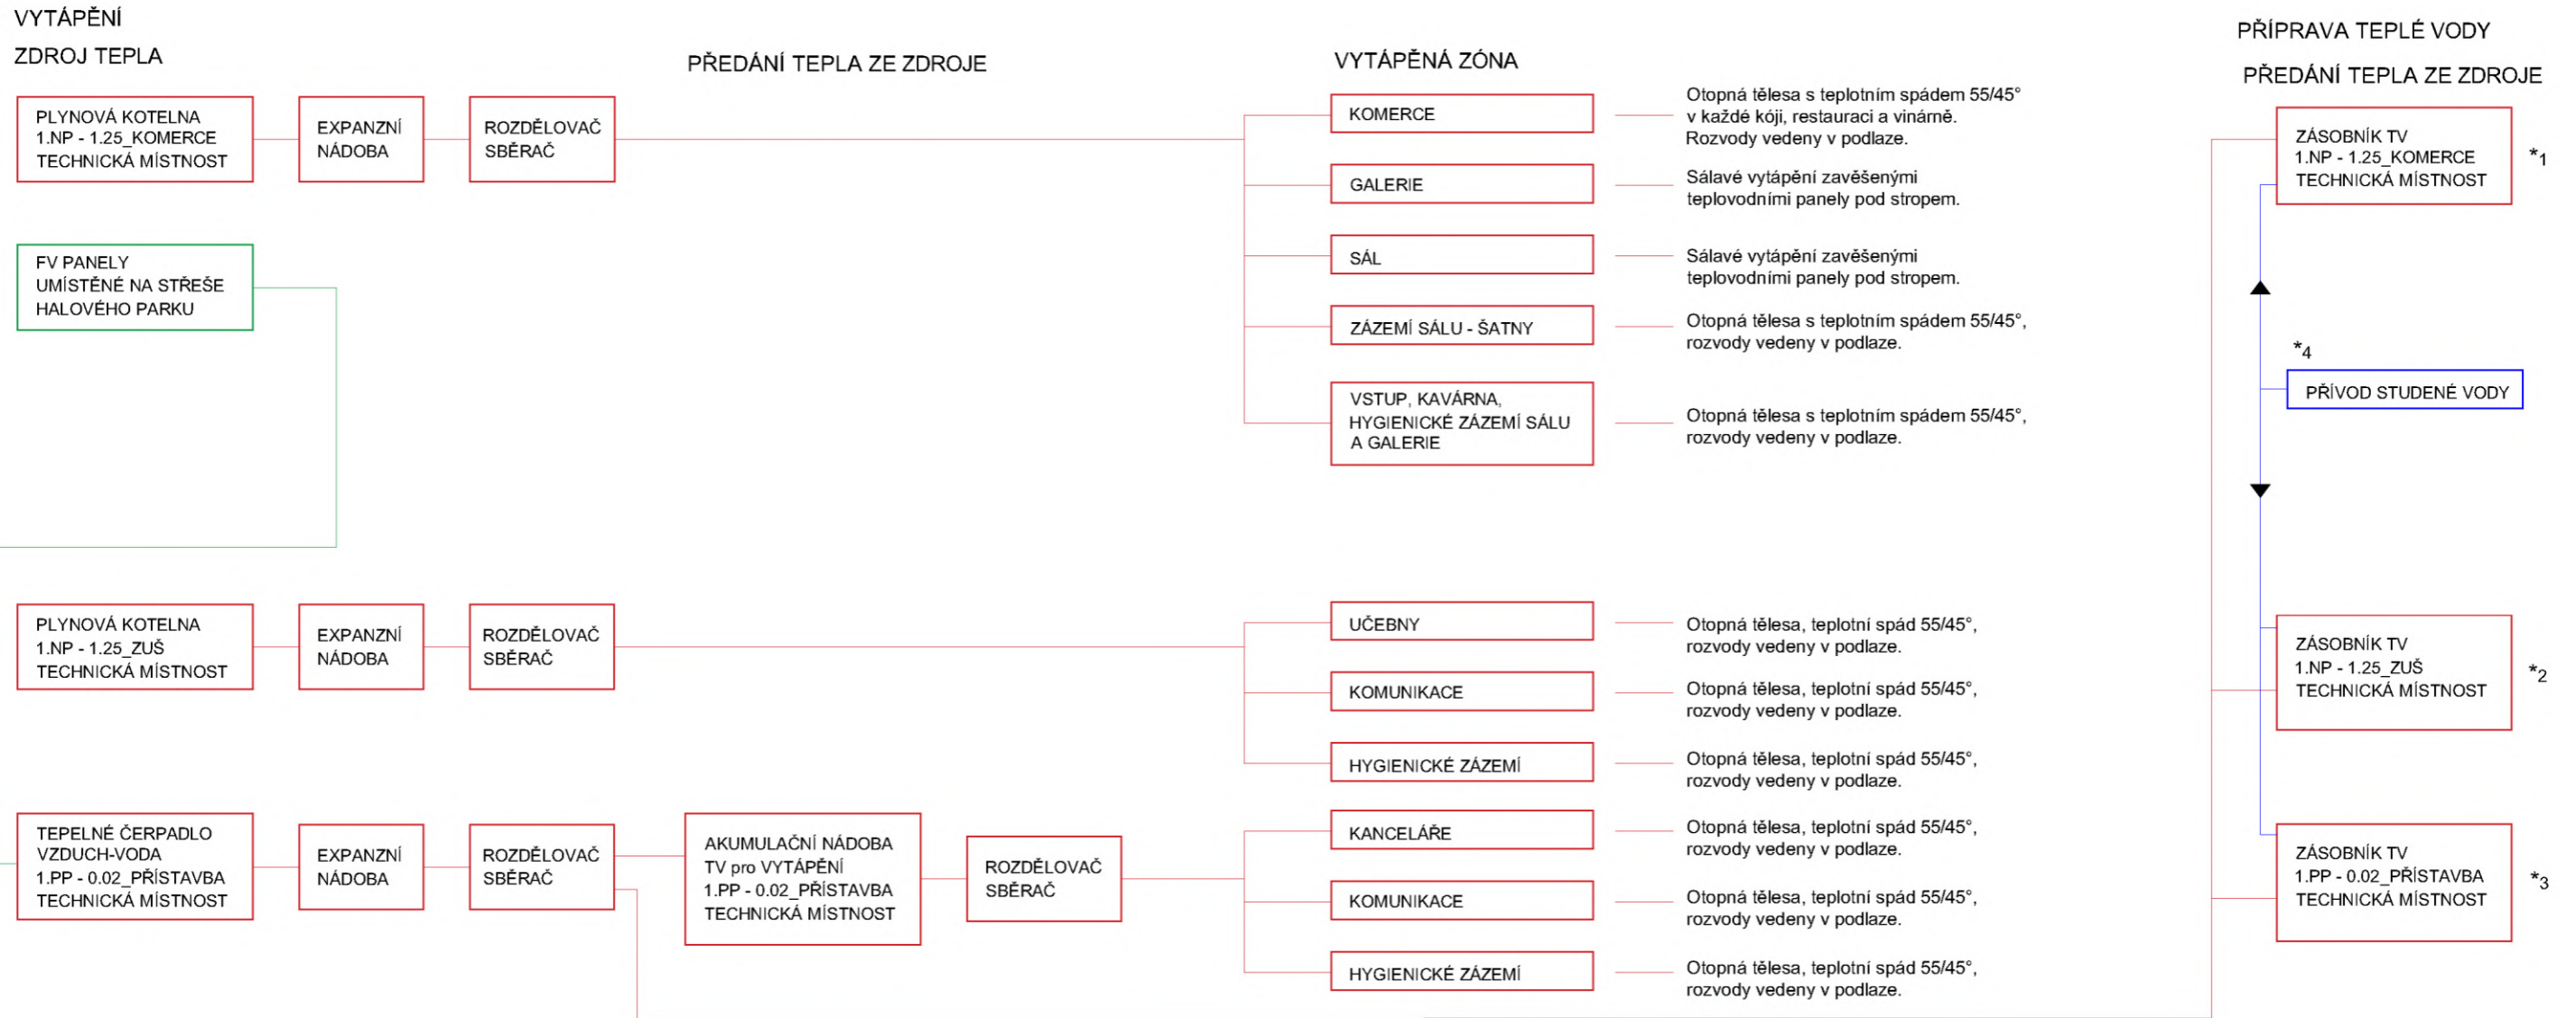 VYTÁPĚNÍ
ZDROJ TEPLA
PŘEDÁNÍ TEPLA ZE ZDROJE
VYTÁPĚNÁ ZÓNA
PŘÍPRAVA TEPLÉ VODY
PŘEDÁNÍ TEPLA ZE ZDROJE
PLYNOVÁ KOTELNA
1.NP - 1.25_KOMERCE
TECHNICKÁ MÍSTNOST
EXPANZNÍ
NÁDOBA
ROZDĚLOVAČ
SBĚRAČ
KOMERCE
Otopná tělesa s teplotním spádem 55/45°
v každé kóji, restauraci a vinárně.
Rozvody vedeny v podlaze.
GALERIE
Sálavé vytápění zavěšenými
teplovodními panely pod stropem.
SÁL
Sálavé vytápění zavěšenými
teplovodními panely pod stropem.
ZÁZEMÍ SÁLU - ŠATNY
Otopná tělesa s teplotním spádem 55/45°,
rozvody vedeny v podlaze.
VSTUP, KAVÁRNA,
HYGIENICKÉ ZÁZEMÍ SÁLU
A GALERIE
Otopná tělesa s teplotním spádem 55/45°,
rozvody vedeny v podlaze.
FV PANELY
UMÍSTĚNÉ NA STŘEŠE
HALOVÉHO PARKU
PLYNOVÁ KOTELNA
1.NP - 1.25_ZUŠ
TECHNICKÁ MÍSTNOST
EXPANZNÍ
NÁDOBA
ROZDĚLOVAČ
SBĚRAČ
UČEBNY
Otopná tělesa, teplotní spád 55/45°,
rozvody vedeny v podlaze.
KOMUNIKACE
Otopná tělesa, teplotní spád 55/45°,
rozvody vedeny v podlaze.
HYGIENICKÉ ZÁZEMÍ
Otopná tělesa, teplotní spád 55/45°,
rozvody vedeny v podlaze.
TEPELNÉ ČERPADLO
VZDUCH-VODA
1.PP - 0.02_PŘÍSTAVBA
TECHNICKÁ MÍSTNOST
EXPANZNÍ
NÁDOBA
ROZDĚLOVAČ
SBĚRAČ
AKUMULAČNÍ NÁDOBA
TV pro VYTÁPĚNÍ
1.PP - 0.02_PŘÍSTAVBA
TECHNICKÁ MÍSTNOST
ROZDĚLOVAČ
SBĚRAČ
KANCELÁŘE
Otopná tělesa, teplotní spád 55/45°,
rozvody vedeny v podlaze.
KOMUNIKACE
Otopná tělesa, teplotní spád 55/45°,
rozvody vedeny v podlaze.
HYGIENICKÉ ZÁZEMÍ
Otopná tělesa, teplotní spád 55/45°,
rozvody vedeny v podlaze.
ZÁSOBNÍK TV
1.NP - 1.25_KOMERCE
TECHNICKÁ MÍSTNOST
*1
*4
PŘÍVOD STUDENÉ VODY
ZÁSOBNÍK TV
1.NP - 1.25_ZUŠ
TECHNICKÁ MÍSTNOST
*2
ZÁSOBNÍK TV
1.PP - 0.02_PŘÍSTAVBA
TECHNICKÁ MÍSTNOST
*3